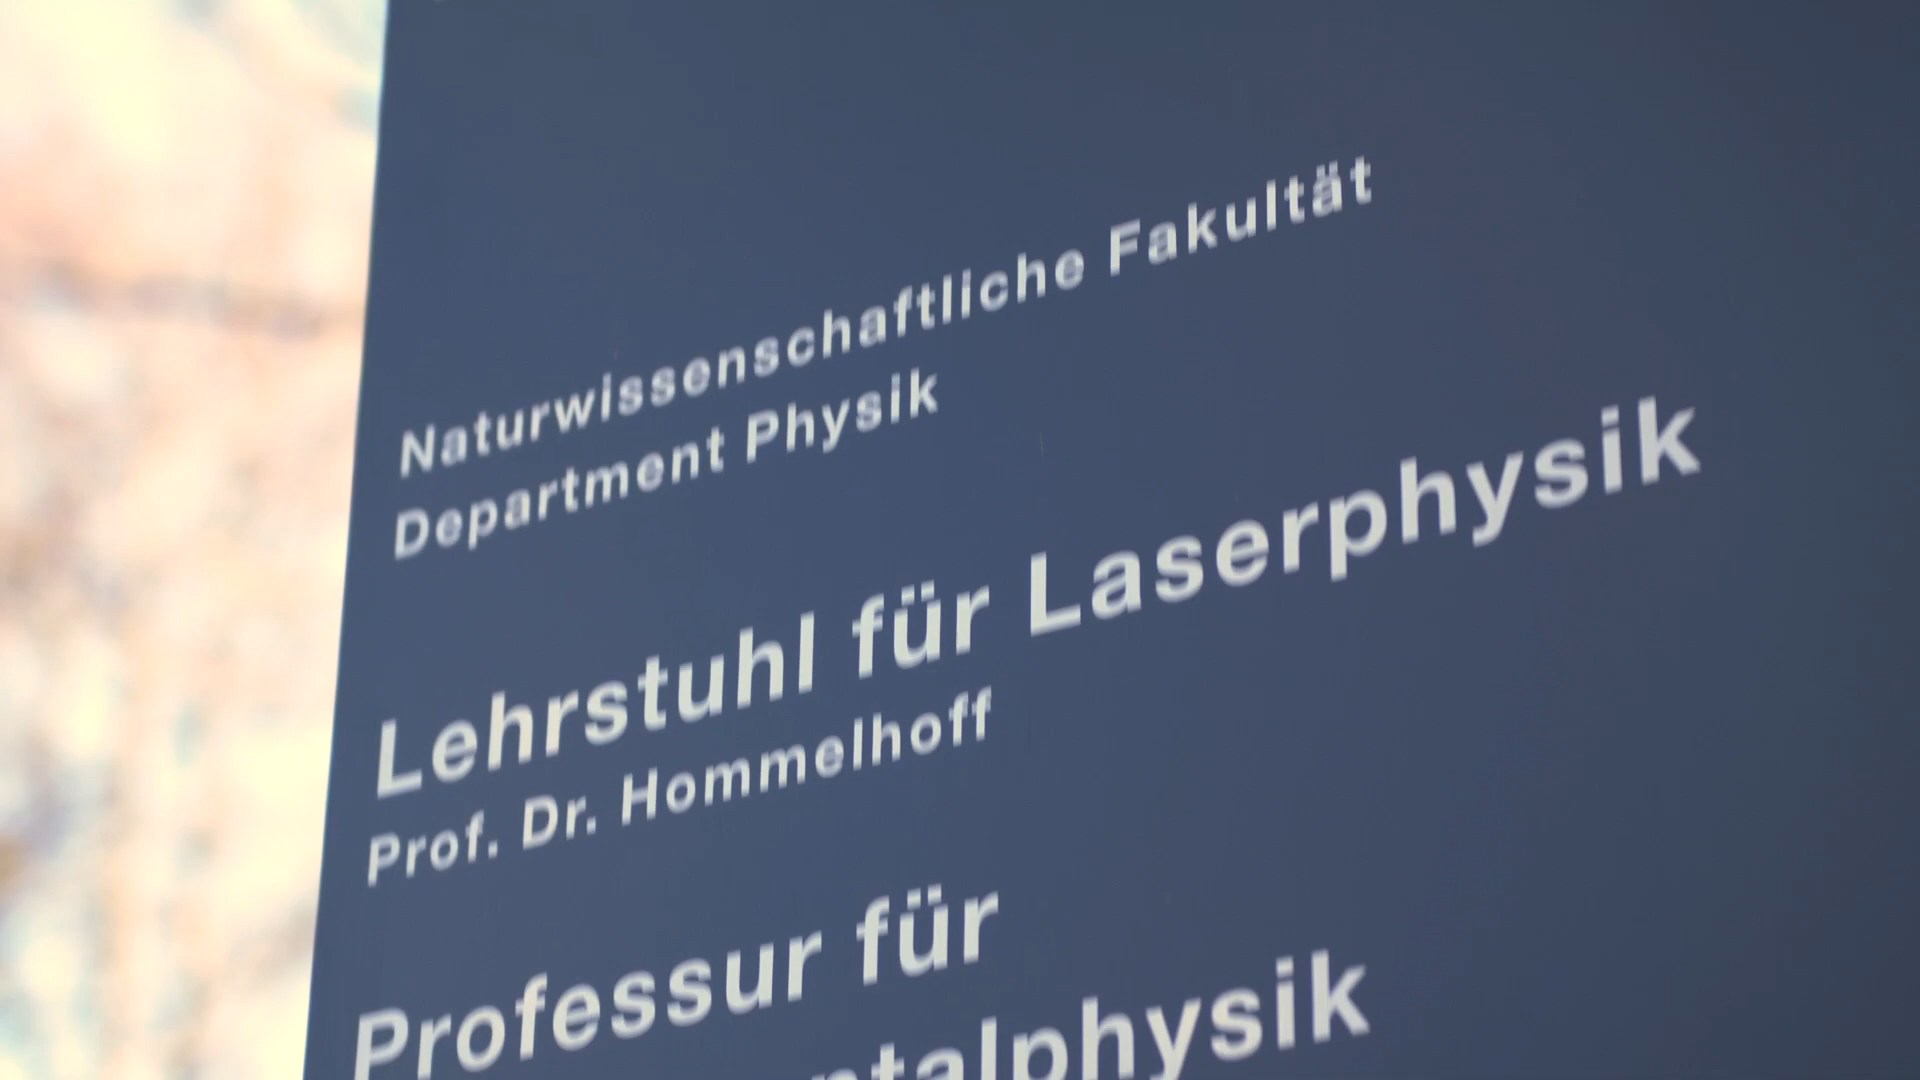 Naturwissenschaftliche Fakultät
Department Physik
Lehrstuhl für Laserphysik
Prof. Dr. Hommelhoff
Professur für